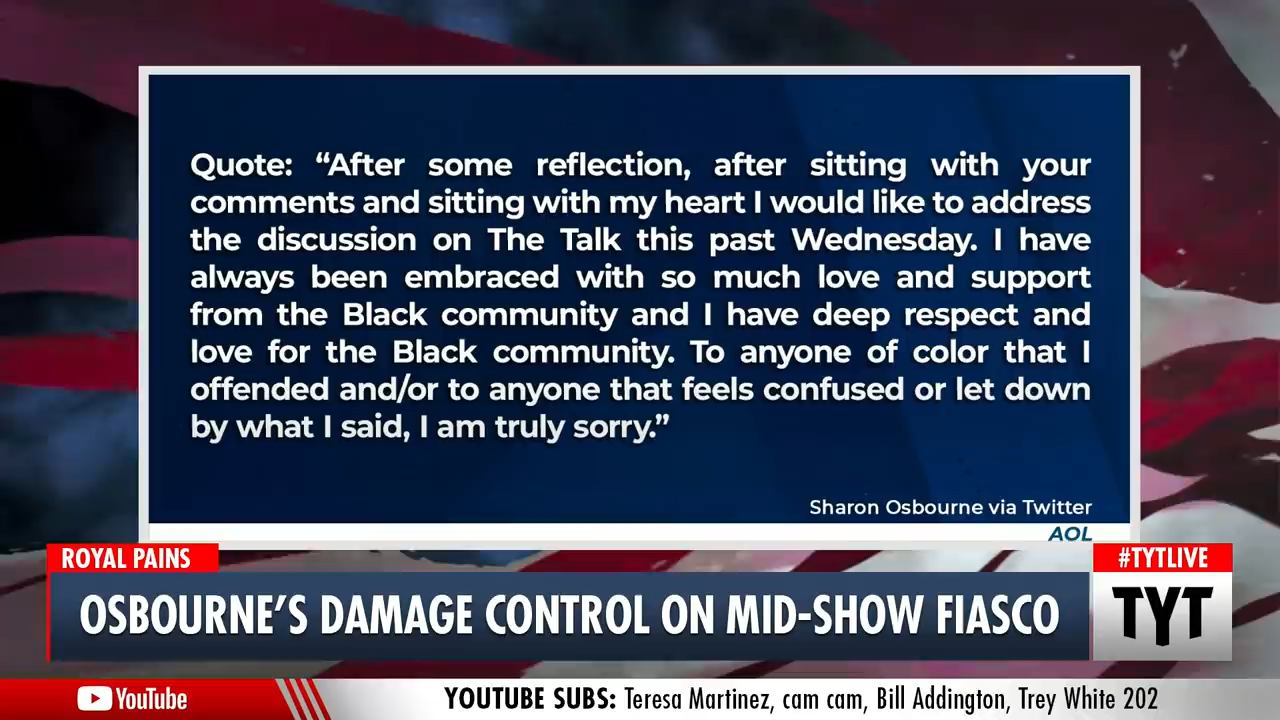 Quote: “After some reflection, after sitting with your
comments and sitting with my heart I would like to address
the discussion on The Talk this past Wednesday. I have
always been embraced with so much love and support
from the Black community and I have deep respect and
love for the Black community. To anyone of color that I
offended and/or to anyone that feels confused or let down
by what I said, I am truly sorry.”
Sharon Osbourne via Twitter
AOL
ROYAL PAINS
#TYTLIVE
OSBOURNE’S DAMAGE CONTROL ON MID-SHOW FIASCO
TYT
YouTube
YOUTUBE SUBS: Teresa Martinez, cam cam, Bill Addington, Trey White 202